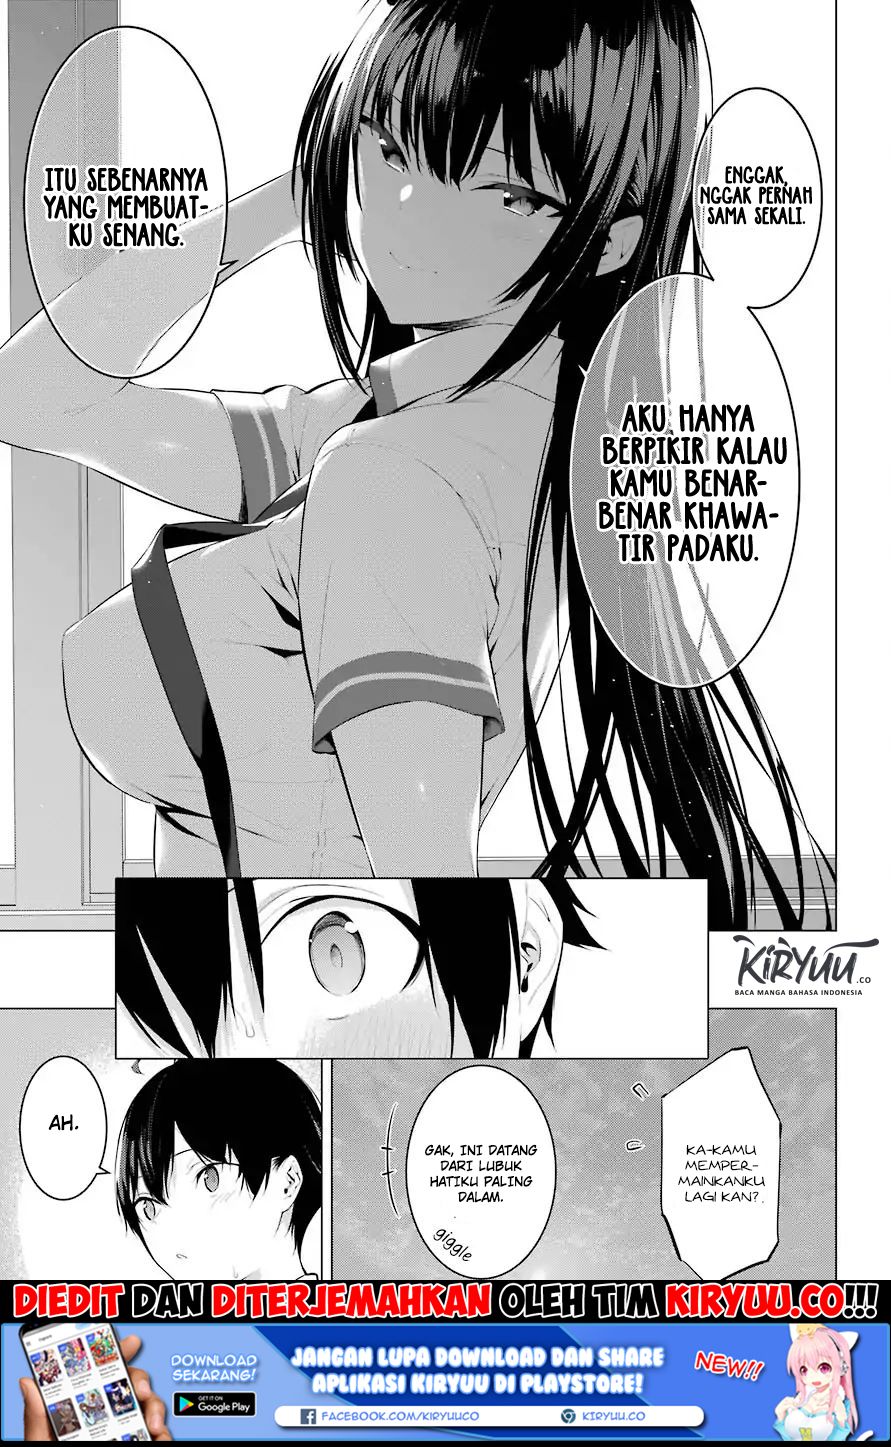 ENGGAK,
NGGAK PERNAH
SAMA SEKALI.
AKU HANYA
BERPIKIR KALAU
KAMU BENAR-
BENAR KHAWA-
TIR PADAKU.
ITU SEBENARNYA
YANG MEMBUAT-
KU SENANG.
KIRYUU.CO
BACA MANGA BAHASA INDONESIA
KA-KAMU
MEMPER-
MAINKANKU
LAGI KAN?
GAK, INI DATANG
DARI LUBUK
HATIKU PALING
DALAM.
giggle
AH.
DIEDIT DAN DITERJEMAHKAN OLEH TIM KIRYUU.CO!!!
DOWNLOAD
SEKARANG!
GET IT ON
Google Play
JANGAN LUPA DOWNLOAD DAN SHARE
APLIKASI KIRYUU DI PLAYSTORE!
FACEBOOK.COM/KIRYUUCO
KIRYUU.CO
NEW!!